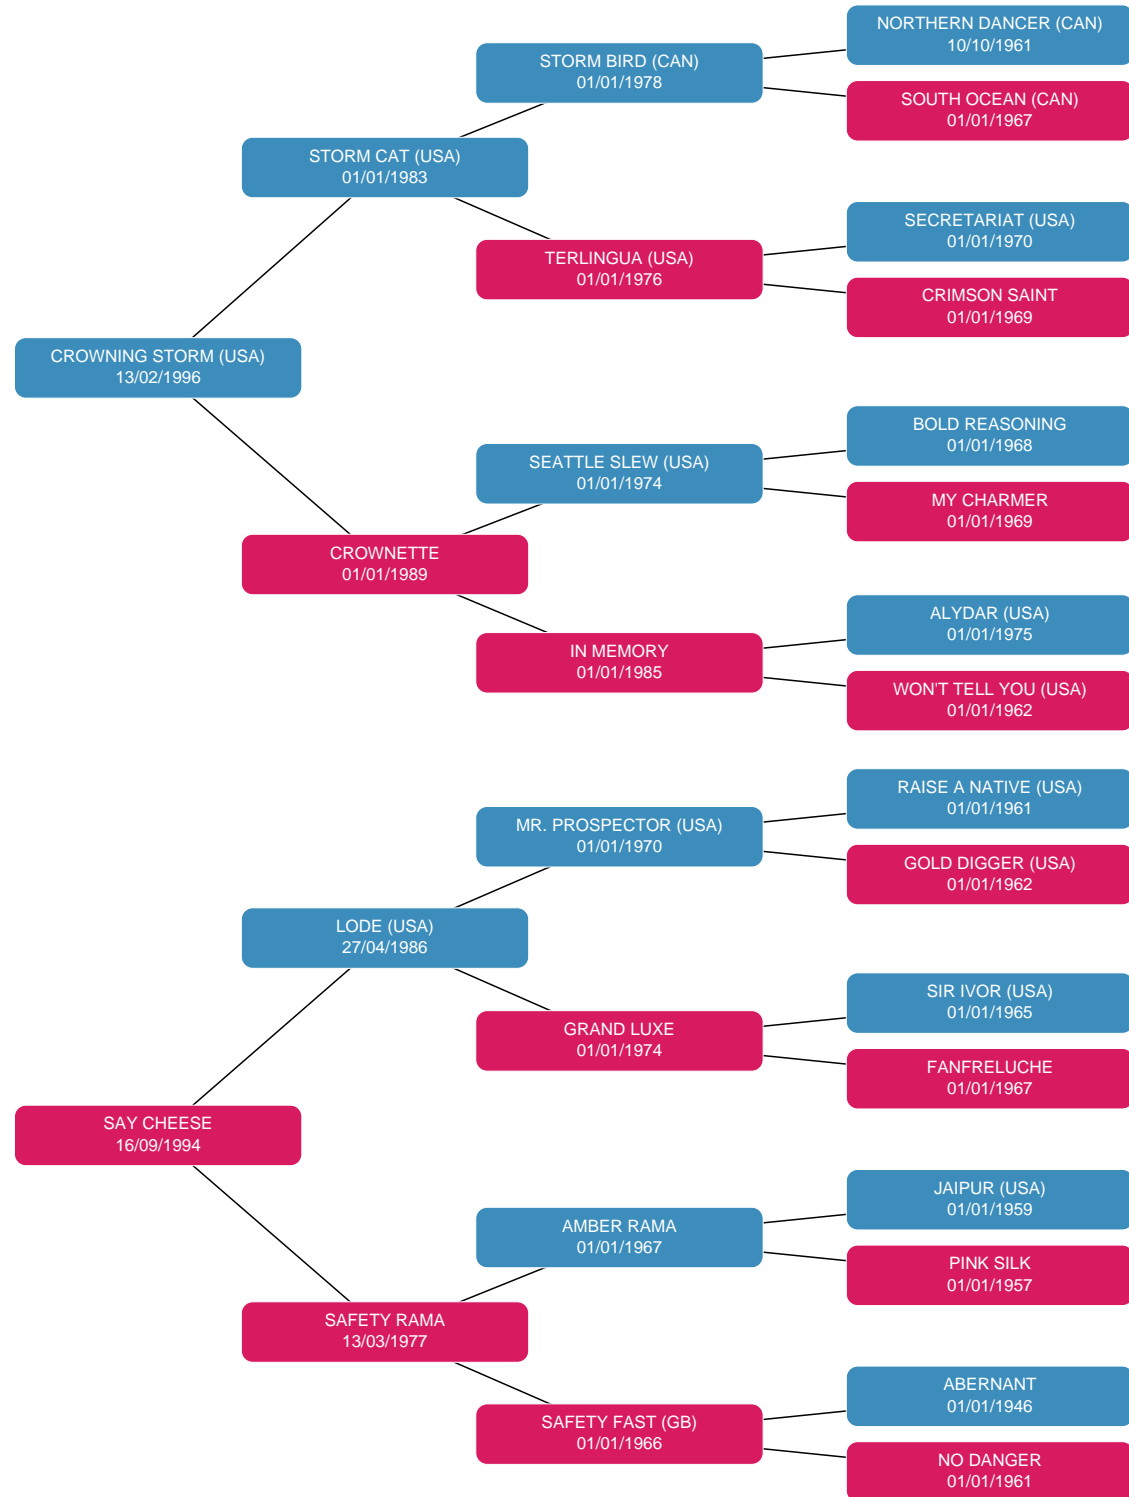 NORTHERN DANCER (CAN)
10/10/1961
STORM BIRD (CAN)
01/01/1978
SOUTH OCEAN (CAN)
01/01/1967
STORM CAT (USA)
01/01/1983
SECRETARIAT (USA)
01/01/1970
TERLINGUA (USA)
01/01/1976
CRIMSON SAINT
01/01/1969
CROWNING STORM (USA)
13/02/1996
BOLD REASONING
01/01/1968
SEATTLE SLEW (USA)
01/01/1974
MY CHARMER
01/01/1969
CROWNETTE
01/01/1989
ALYDAR (USA)
01/01/1975
IN MEMORY
01/01/1985
WON'T TELL YOU (USA)
01/01/1962
RAISE A NATIVE (USA)
01/01/1961
MR. PROSPECTOR (USA)
01/01/1970
GOLD DIGGER (USA)
01/01/1962
LODE (USA)
27/04/1986
SIR IVOR (USA)
01/01/1965
GRAND LUXE
01/01/1974
FANFRELUCHE
01/01/1967
SAY CHEESE
16/09/1994
JAIPUR (USA)
01/01/1959
AMBER RAMA
01/01/1967
PINK SILK
01/01/1957
SAFETY RAMA
13/03/1977
ABERNANT
01/01/1946
SAFETY FAST (GB)
01/01/1966
NO DANGER
01/01/1961